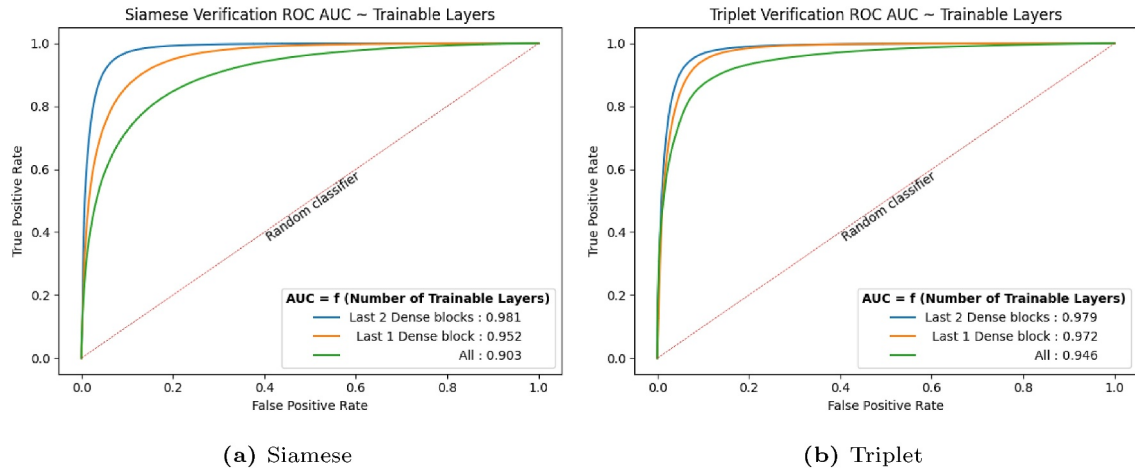 Siamese Verification ROC AUC ~ Trainable Layers
1.0
0.8
0.6
0.4
0.2
0.0
True Positive Rate
Random classifier
AUC = f (Number of Trainable Layers)
Last 2 Dense blocks : 0.981
Last 1 Dense block : 0.952
All : 0.903
0.0 0.2 0.4 0.6 0.8 1.0
False Positive Rate
(a) Siamese
Triplet Verification ROC AUC ~ Trainable Layers
1.0
0.8
0.6
0.4
0.2
0.0
True Positive Rate
Random classifier
AUC = f (Number of Trainable Layers)
Last 2 Dense blocks : 0.979
Last 1 Dense block : 0.972
All : 0.946
0.0 0.2 0.4 0.6 0.8 1.0
False Positive Rate
(b) Triplet